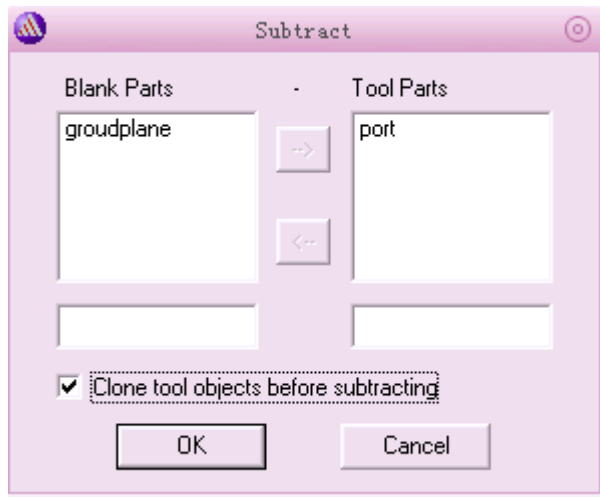 Subtract
Blank Parts - Tool Parts
groudplane
port
-->
<--
Clone tool objects before subtracting
OK
Cancel